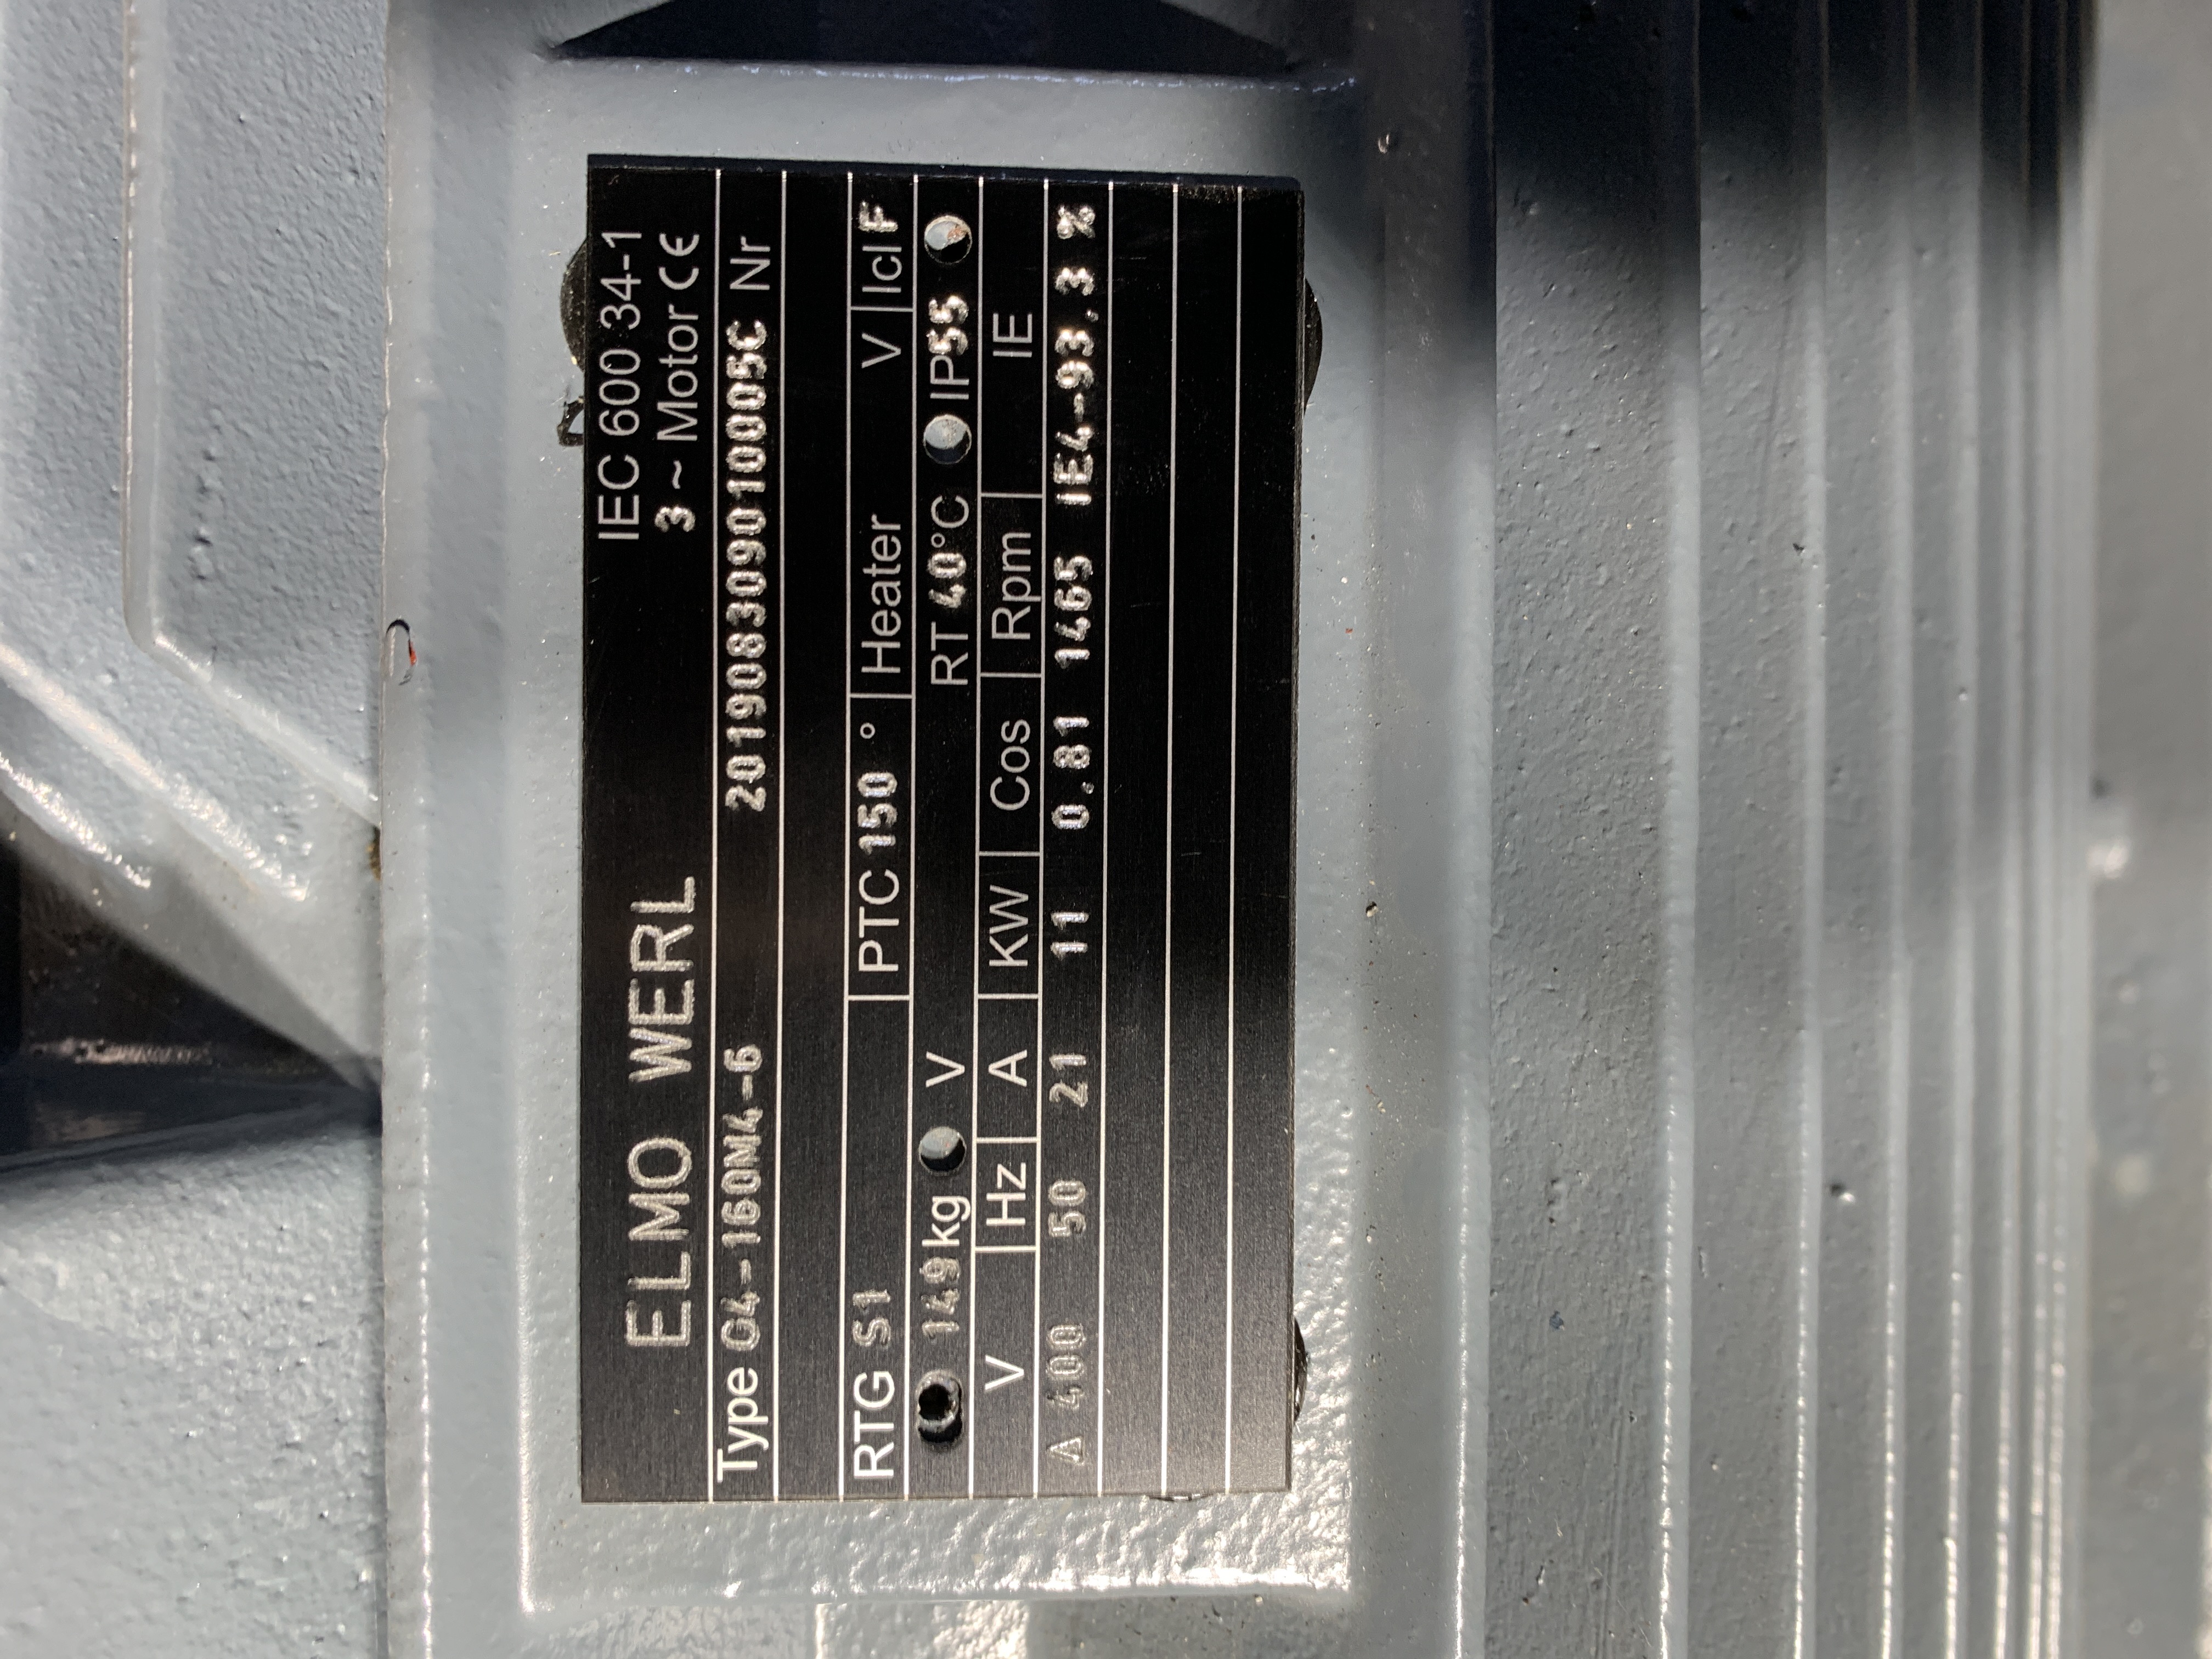 ELMO WERL IEC 600 34-1
3 ~ Motor CE
Type G4-160M4-6 2019083090100005C Nr
RTG S1 PTC 150 ° Heater V Icl F
149kg V RT 40°C IP55
V Hz A KW Cos Rpm IE
Δ 400 50 21 11 0.81 1465 IE4-93.3 %